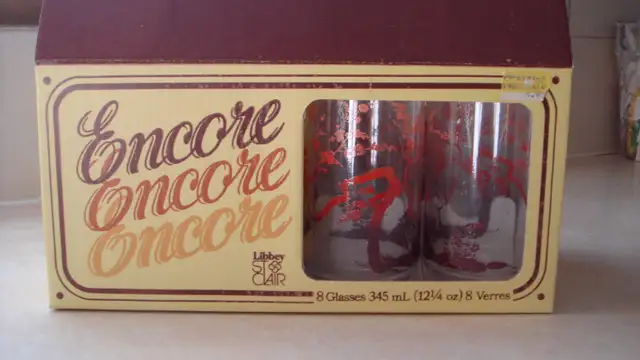 Encore
Encore
Encore
Libbey
ST
CLAIR
8 Glasses 345 mL (12¼ oz) 8 Verres